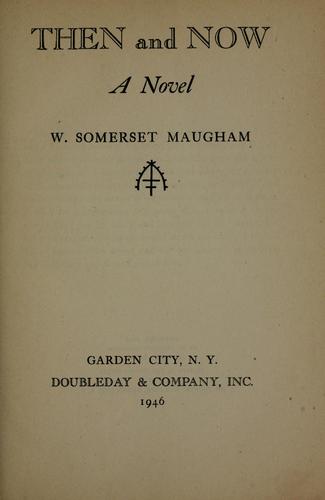 THEN and NOW
A Novel
W. SOMERSET MAUGHAM
GARDEN CITY, N. Y.
DOUBLEDAY & COMPANY, INC.
1946